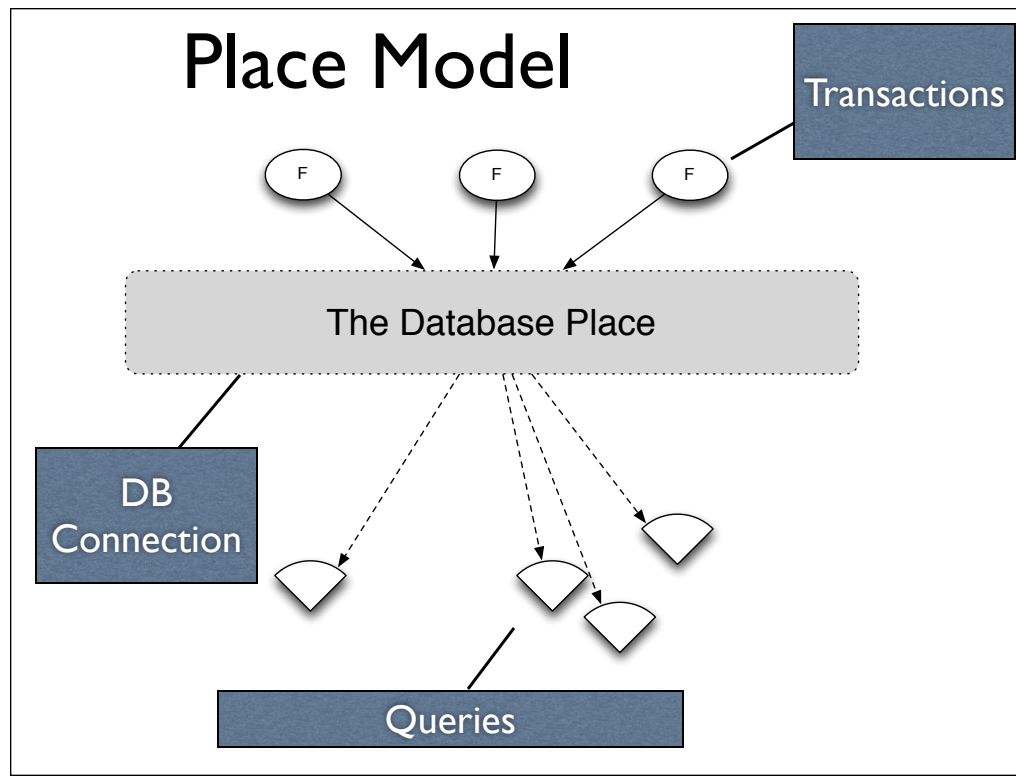 Place Model
Transactions
F
F
F
The Database Place
DB
Connection
Queries